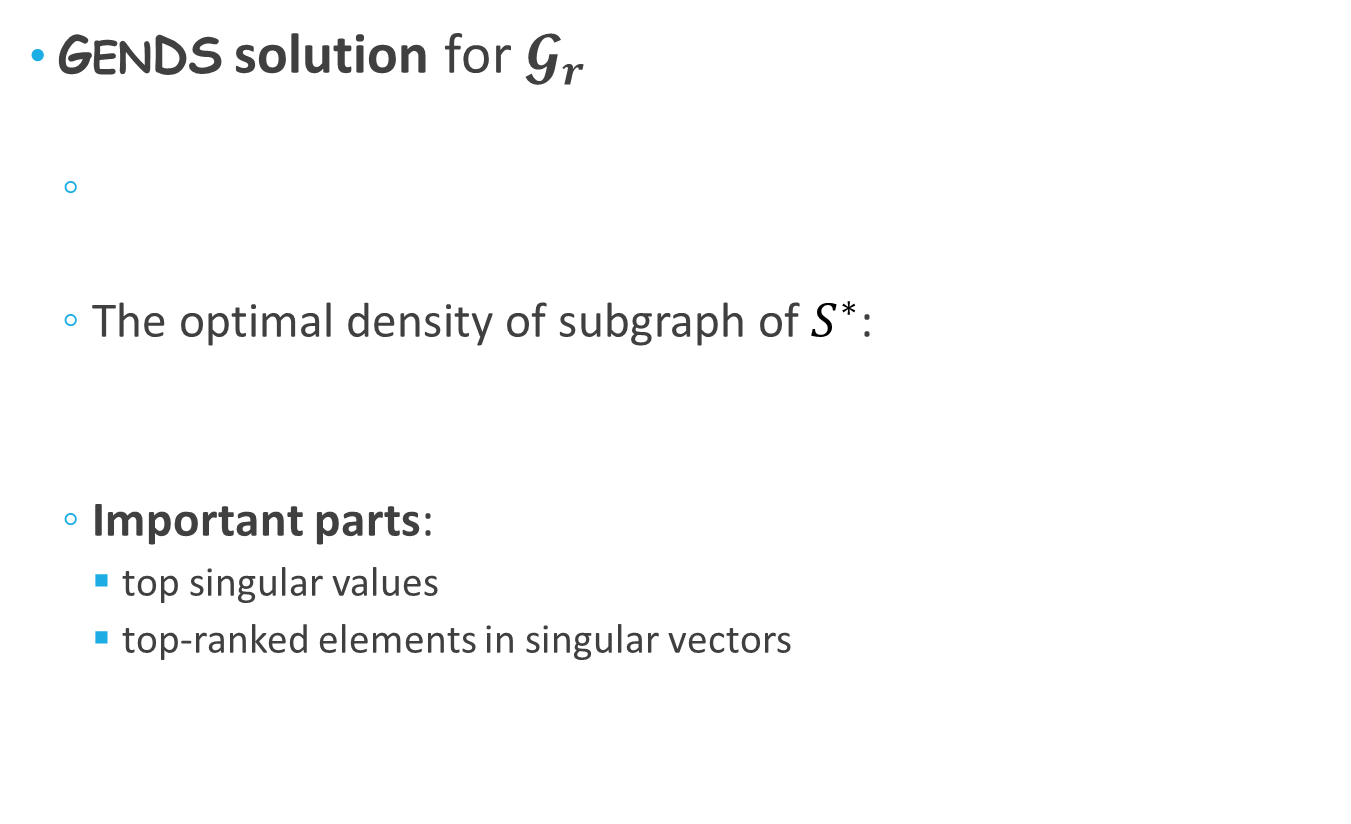 • GENDS solution for 𝒢ᵣ
◦
◦ The optimal density of subgraph of S*:
◦ Important parts:
▪ top singular values
▪ top-ranked elements in singular vectors